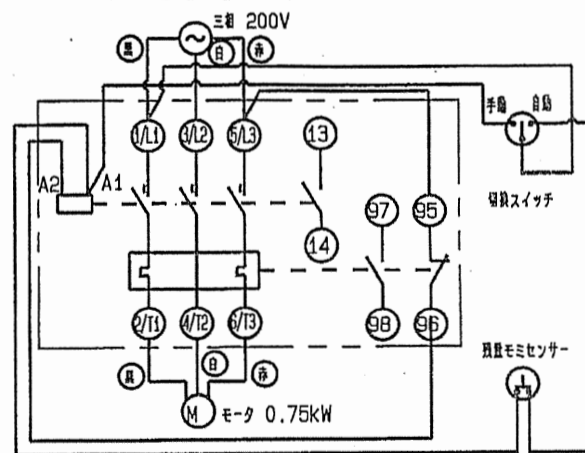 三相 200V
黒
白
赤
手動
自動
1/L1
3/L2
5/L3
13
A2
A1
切換スイッチ
97
95
14
2/T1
4/T2
6/T3
98
96
残量モミセンサー
黒
白
赤
M
モータ 0.75kW